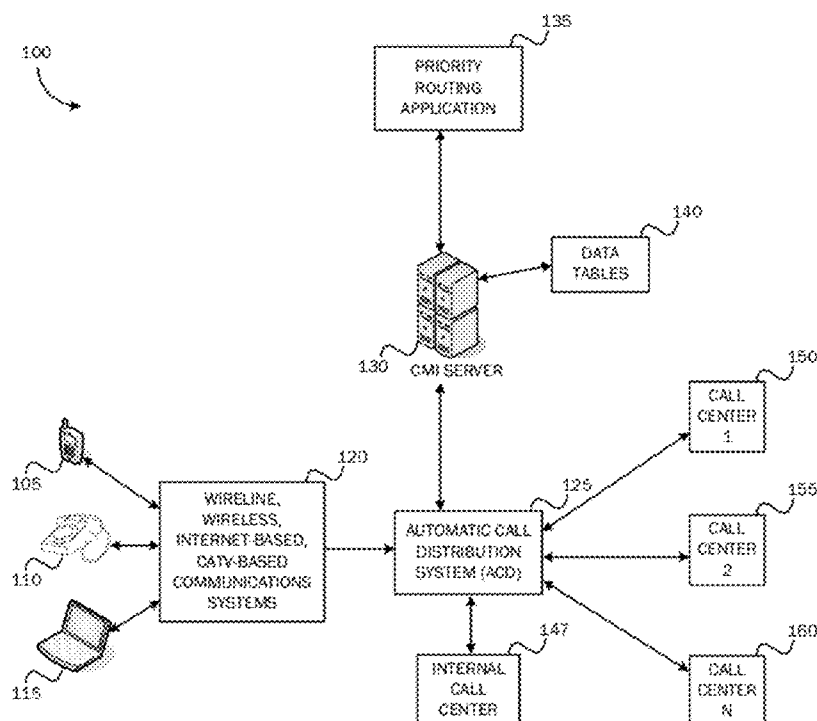 135
100
PRIORITY
ROUTING
APPLICATION
140
DATA
TABLES
130
CMI SERVER
150
CALL
CENTER
1
105
120
WIRELINE,
WIRELESS,
INTERNET-BASED,
CATV-BASED
COMMUNICATIONS
SYSTEMS
125
AUTOMATIC CALL
DISTRIBUTION
SYSTEM (ACD)
155
CALL
CENTER
2
110
115
147
INTERNAL
CALL
CENTER
160
CALL
CENTER
N